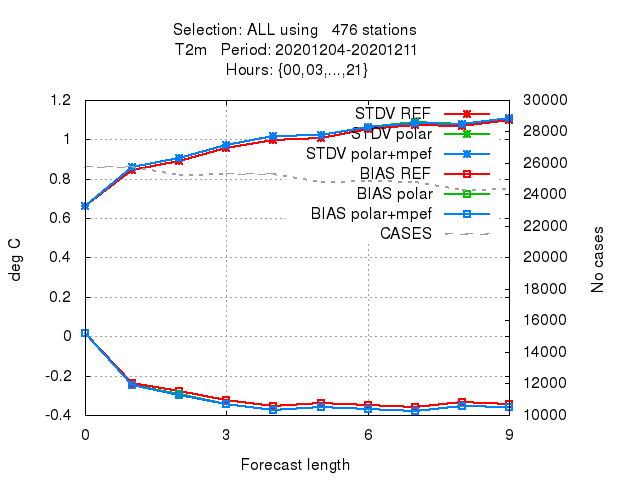 Selection: ALL using   476 stations
T2m   Period: 20201204-20201211
Hours: {00,03,...,21}
1.2
1
0.8
0.6
0.4
0.2
0
-0.2
-0.4
deg C
30000
28000
26000
24000
22000
20000
18000
16000
14000
12000
10000
No cases
STDV REF
STDV polar
STDV polar+mpef
BIAS REF
BIAS polar
BIAS polar+mpef
CASES
0 3 6 9
Forecast length